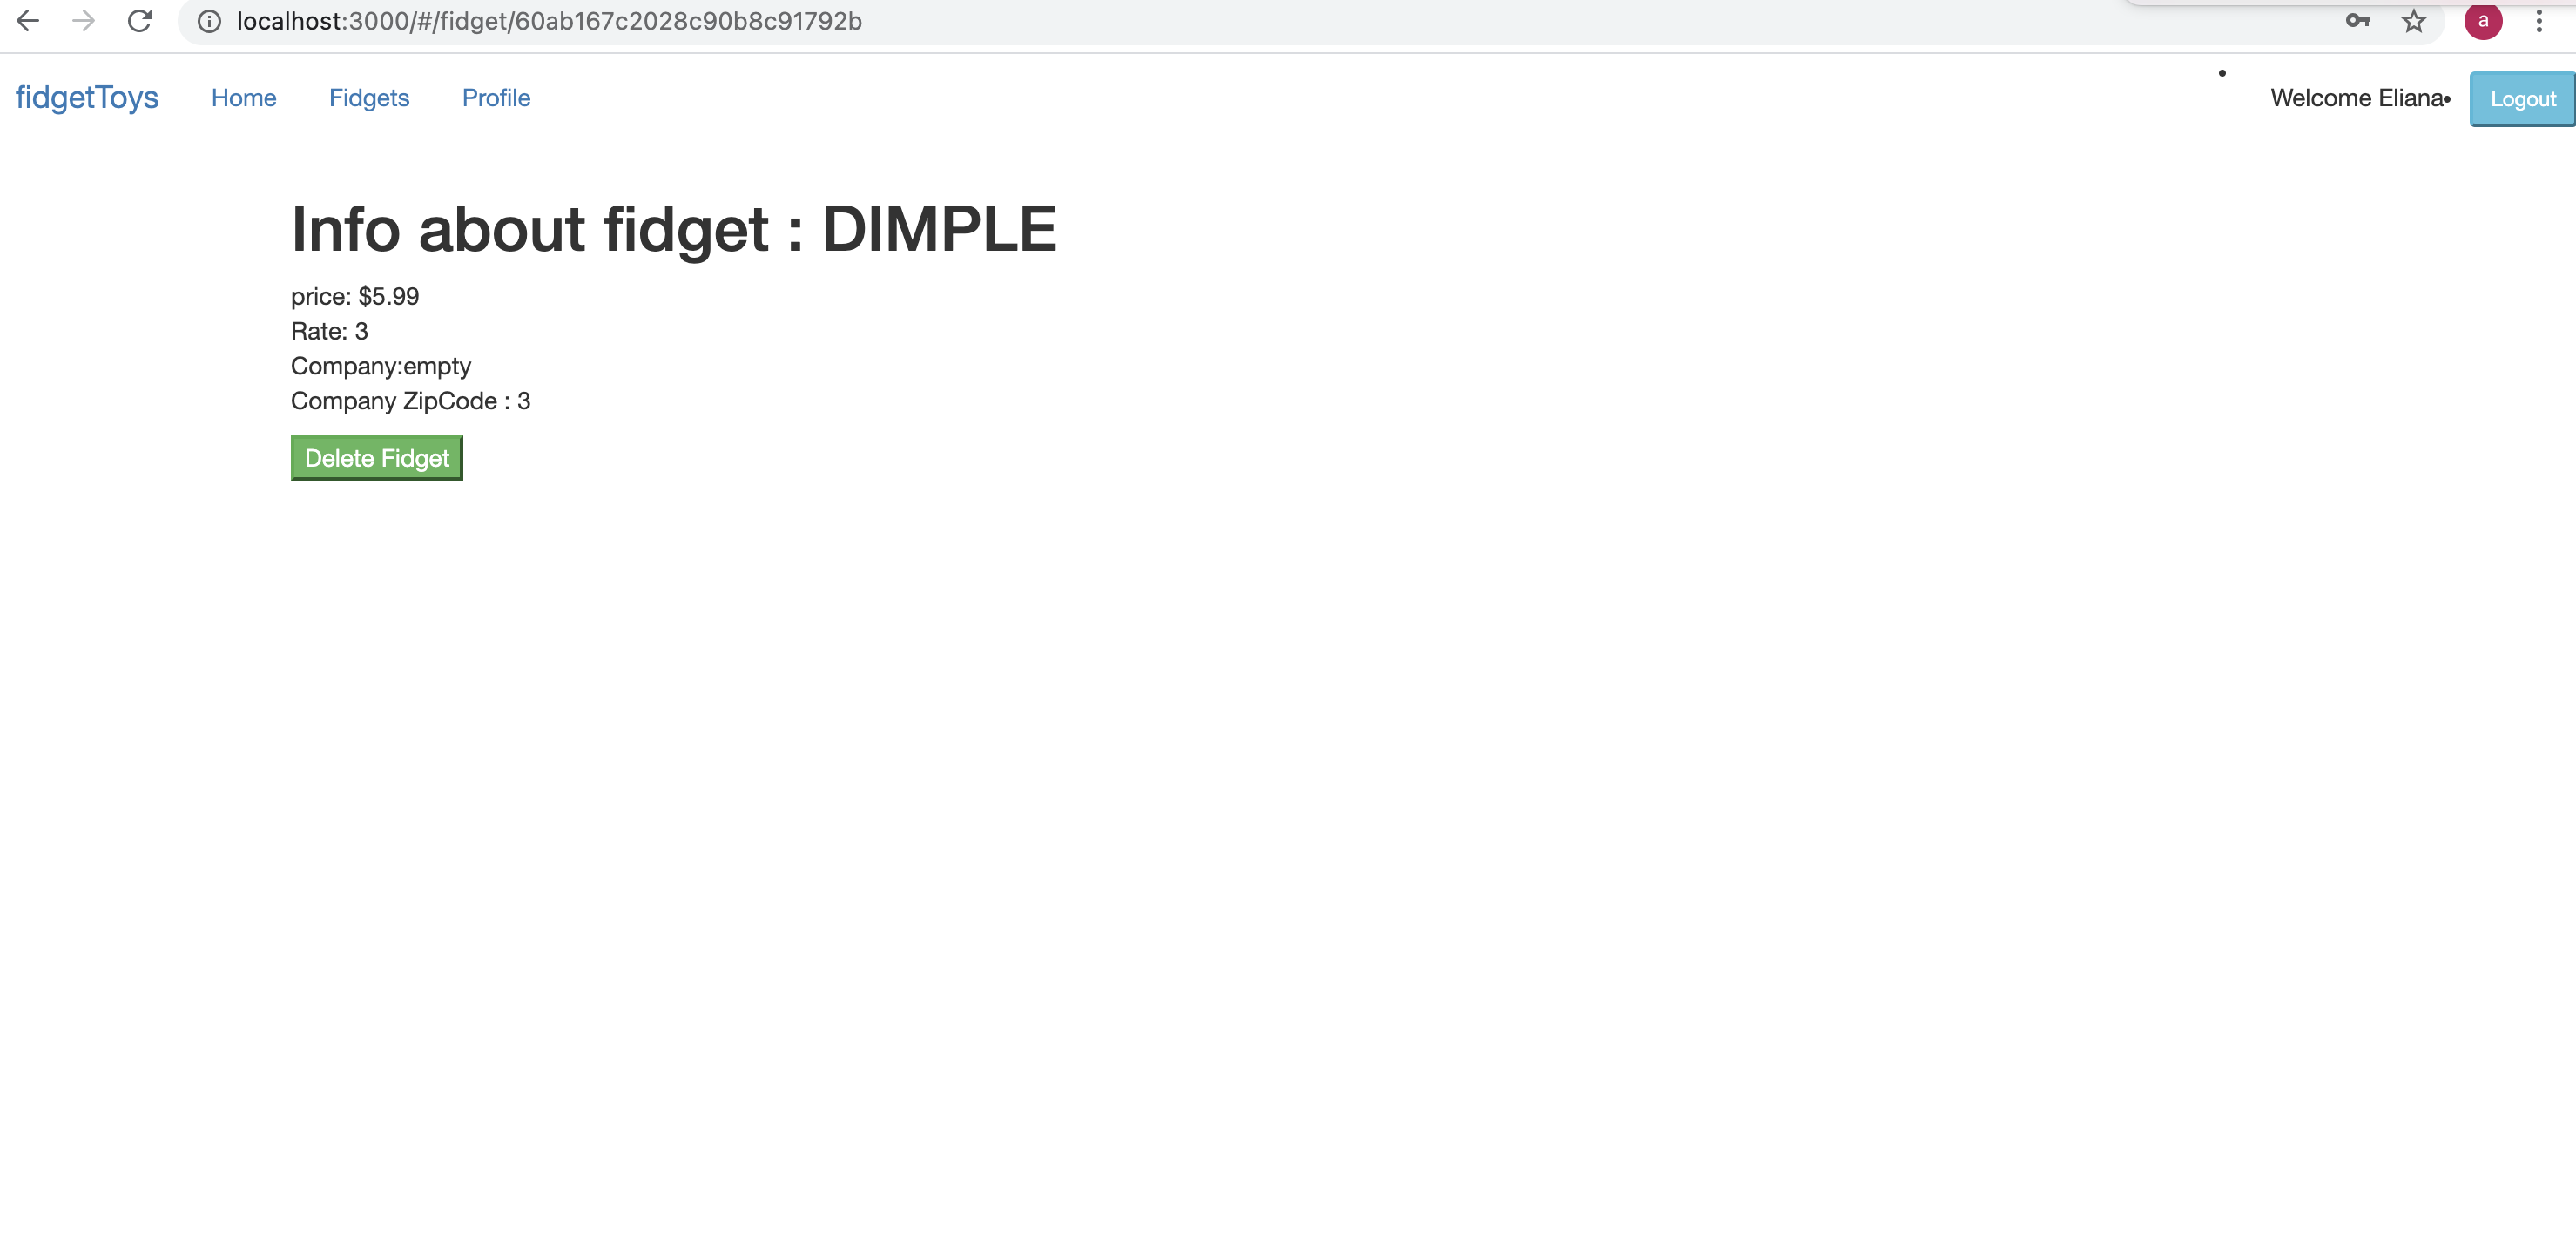 localhost:3000/#/fidget/60ab167c2028c90b8c91792b
a
fidgetToys Home Fidgets Profile Welcome Eliana Logout
Info about fidget : DIMPLE
price: $5.99
Rate: 3
Company:empty
Company ZipCode : 3
Delete Fidget